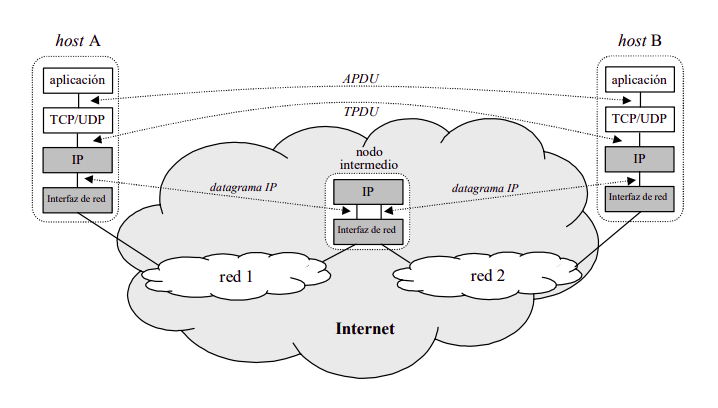 host A
host B
aplicación
APDU
aplicación
TCP/UDP
TPDU
TCP/UDP
nodo
intermedio
IP
IP
datagrama IP
IP
datagrama IP
Interfaz de red
Interfaz de red
Interfaz de red
red 1
red 2
Internet